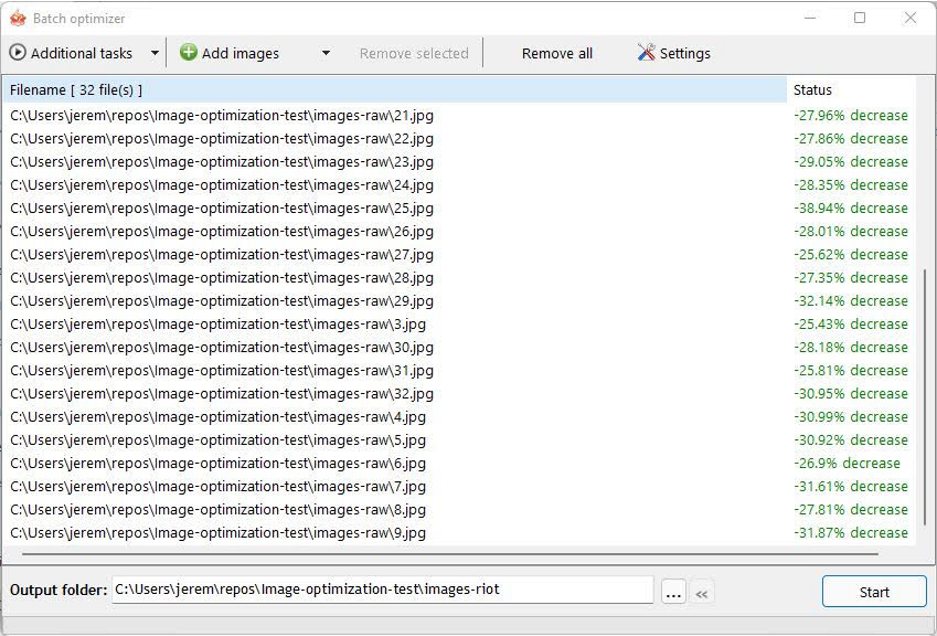 Batch optimizer
Additional tasks Add images Remove selected Remove all Settings
Filename [ 32 file(s) ] Status
C:\Users\jerem\repos\Image-optimization-test\images-raw\21.jpg -27.96% decrease
C:\Users\jerem\repos\Image-optimization-test\images-raw\22.jpg -27.86% decrease
C:\Users\jerem\repos\Image-optimization-test\images-raw\23.jpg -29.05% decrease
C:\Users\jerem\repos\Image-optimization-test\images-raw\24.jpg -28.35% decrease
C:\Users\jerem\repos\Image-optimization-test\images-raw\25.jpg -38.94% decrease
C:\Users\jerem\repos\Image-optimization-test\images-raw\26.jpg -28.01% decrease
C:\Users\jerem\repos\Image-optimization-test\images-raw\27.jpg -25.62% decrease
C:\Users\jerem\repos\Image-optimization-test\images-raw\28.jpg -27.35% decrease
C:\Users\jerem\repos\Image-optimization-test\images-raw\29.jpg -32.14% decrease
C:\Users\jerem\repos\Image-optimization-test\images-raw\3.jpg -25.43% decrease
C:\Users\jerem\repos\Image-optimization-test\images-raw\30.jpg -28.18% decrease
C:\Users\jerem\repos\Image-optimization-test\images-raw\31.jpg -25.81% decrease
C:\Users\jerem\repos\Image-optimization-test\images-raw\32.jpg -30.95% decrease
C:\Users\jerem\repos\Image-optimization-test\images-raw\4.jpg -30.99% decrease
C:\Users\jerem\repos\Image-optimization-test\images-raw\5.jpg -30.92% decrease
C:\Users\jerem\repos\Image-optimization-test\images-raw\6.jpg -26.9% decrease
C:\Users\jerem\repos\Image-optimization-test\images-raw\7.jpg -31.61% decrease
C:\Users\jerem\repos\Image-optimization-test\images-raw\8.jpg -27.81% decrease
C:\Users\jerem\repos\Image-optimization-test\images-raw\9.jpg -31.87% decrease
Output folder: C:\Users\jerem\repos\Image-optimization-test\images-riot ... << Start